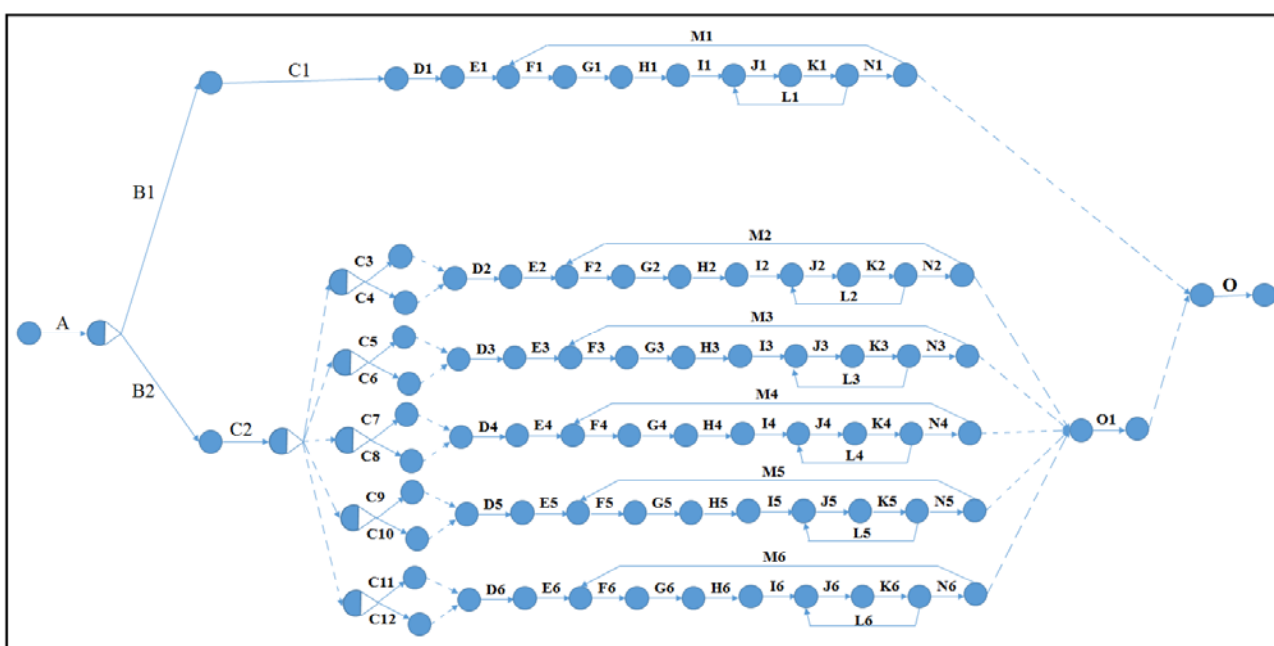 M1
C1 D1 E1 F1 G1 H1 I1 J1 K1 N1
L1
B1
M2
C3 D2 E2 F2 G2 H2 I2 J2 K2 N2
C4 L2
O
A
M3
C5 D3 E3 F3 G3 H3 I3 J3 K3 N3
C6 L3
B2
M4
C2 C7 D4 E4 F4 G4 H4 I4 J4 K4 N4 O1
C8 L4
M5
C9 D5 E5 F5 G5 H5 I5 J5 K5 N5
C10 L5
M6
C11 D6 E6 F6 G6 H6 I6 J6 K6 N6
C12 L6